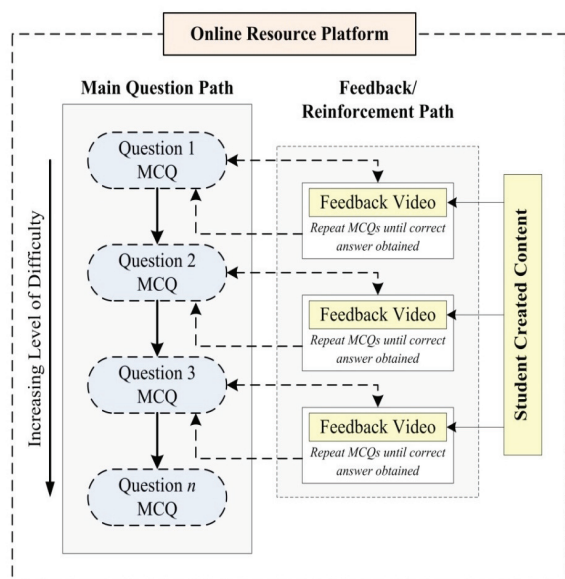 Online Resource Platform
Main Question Path
Feedback/
Reinforcement Path
Increasing Level of Difficulty
Question 1
MCQ
Feedback Video
Repeat MCQs until correct
answer obtained
Question 2
MCQ
Feedback Video
Repeat MCQs until correct
answer obtained
Question 3
MCQ
Feedback Video
Repeat MCQs until correct
answer obtained
Question n
MCQ
Student Created Content